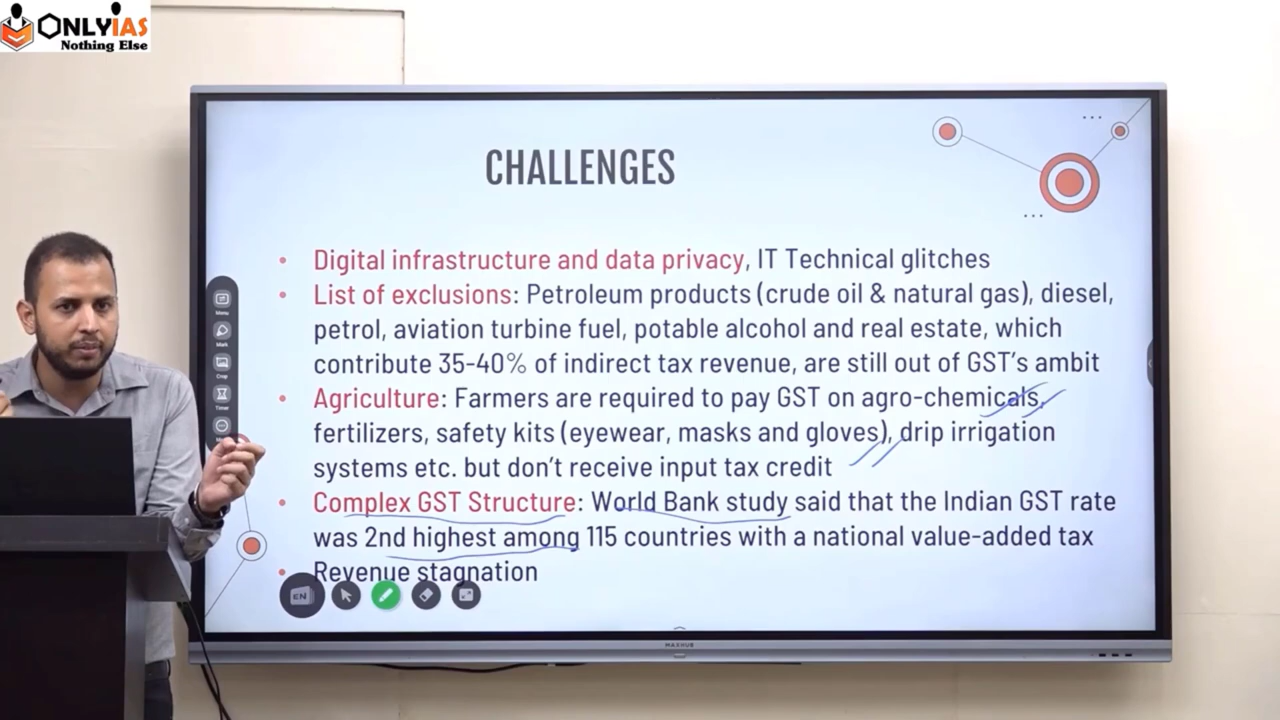 ONLYIAS
Nothing Else
CHALLENGES
• Digital infrastructure and data privacy, IT Technical glitches
• List of exclusions: Petroleum products (crude oil & natural gas), diesel,
petrol, aviation turbine fuel, potable alcohol and real estate, which
contribute 35-40% of indirect tax revenue, are still out of GST's ambit
• Agriculture: Farmers are required to pay GST on agro-chemicals,
fertilizers, safety kits (eyewear, masks and gloves), drip irrigation
systems etc. but don't receive input tax credit
• Complex GST Structure: World Bank study said that the Indian GST rate
was 2nd highest among 115 countries with a national value-added tax
• Revenue stagnation
Menu
Mark
Crop
Timer
EN
MAXHUB